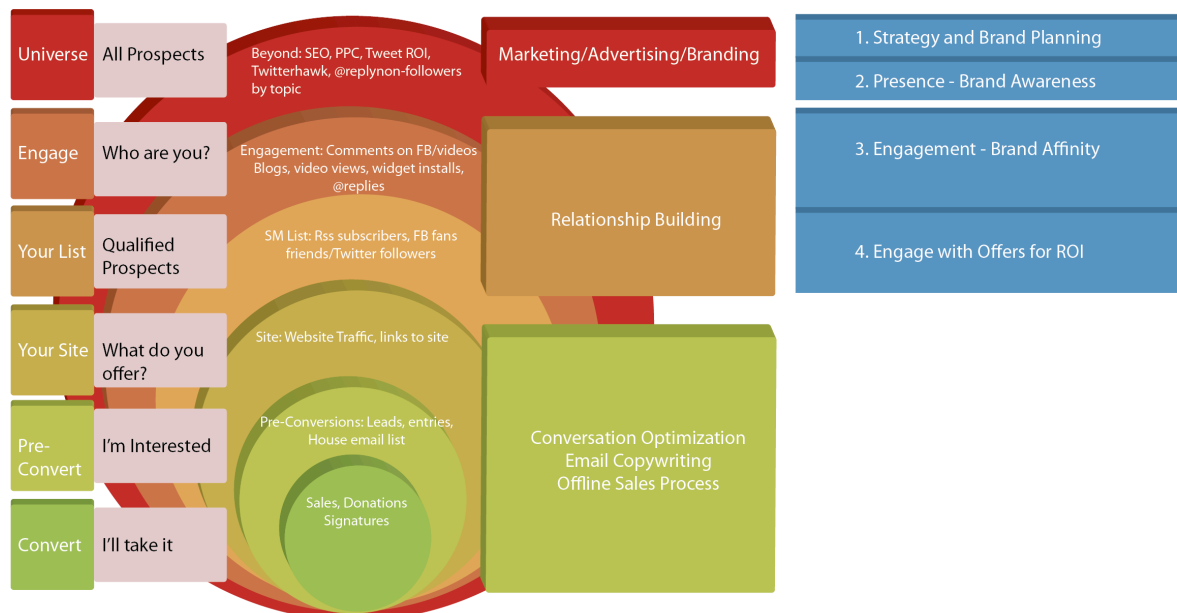 Universe
All Prospects
Beyond: SEO, PPC, Tweet ROI,
Twitterhawk, @replynon-followers
by topic
Marketing/Advertising/Branding
1. Strategy and Brand Planning
2. Presence - Brand Awareness
Engage
Who are you?
Engagement: Comments on FB/videos
Blogs, video views, widget installs,
@replies
Relationship Building
3. Engagement - Brand Affinity
Your List
Qualified
Prospects
SM List: Rss subscribers, FB fans
friends/Twitter followers
4. Engage with Offers for ROI
Your Site
What do you
offer?
Site: Website Traffic, links to site
Pre-
Convert
I'm Interested
Pre-Conversions: Leads, entries,
House email list
Conversation Optimization
Email Copywriting
Offline Sales Process
Convert
I'll take it
Sales, Donations
Signatures